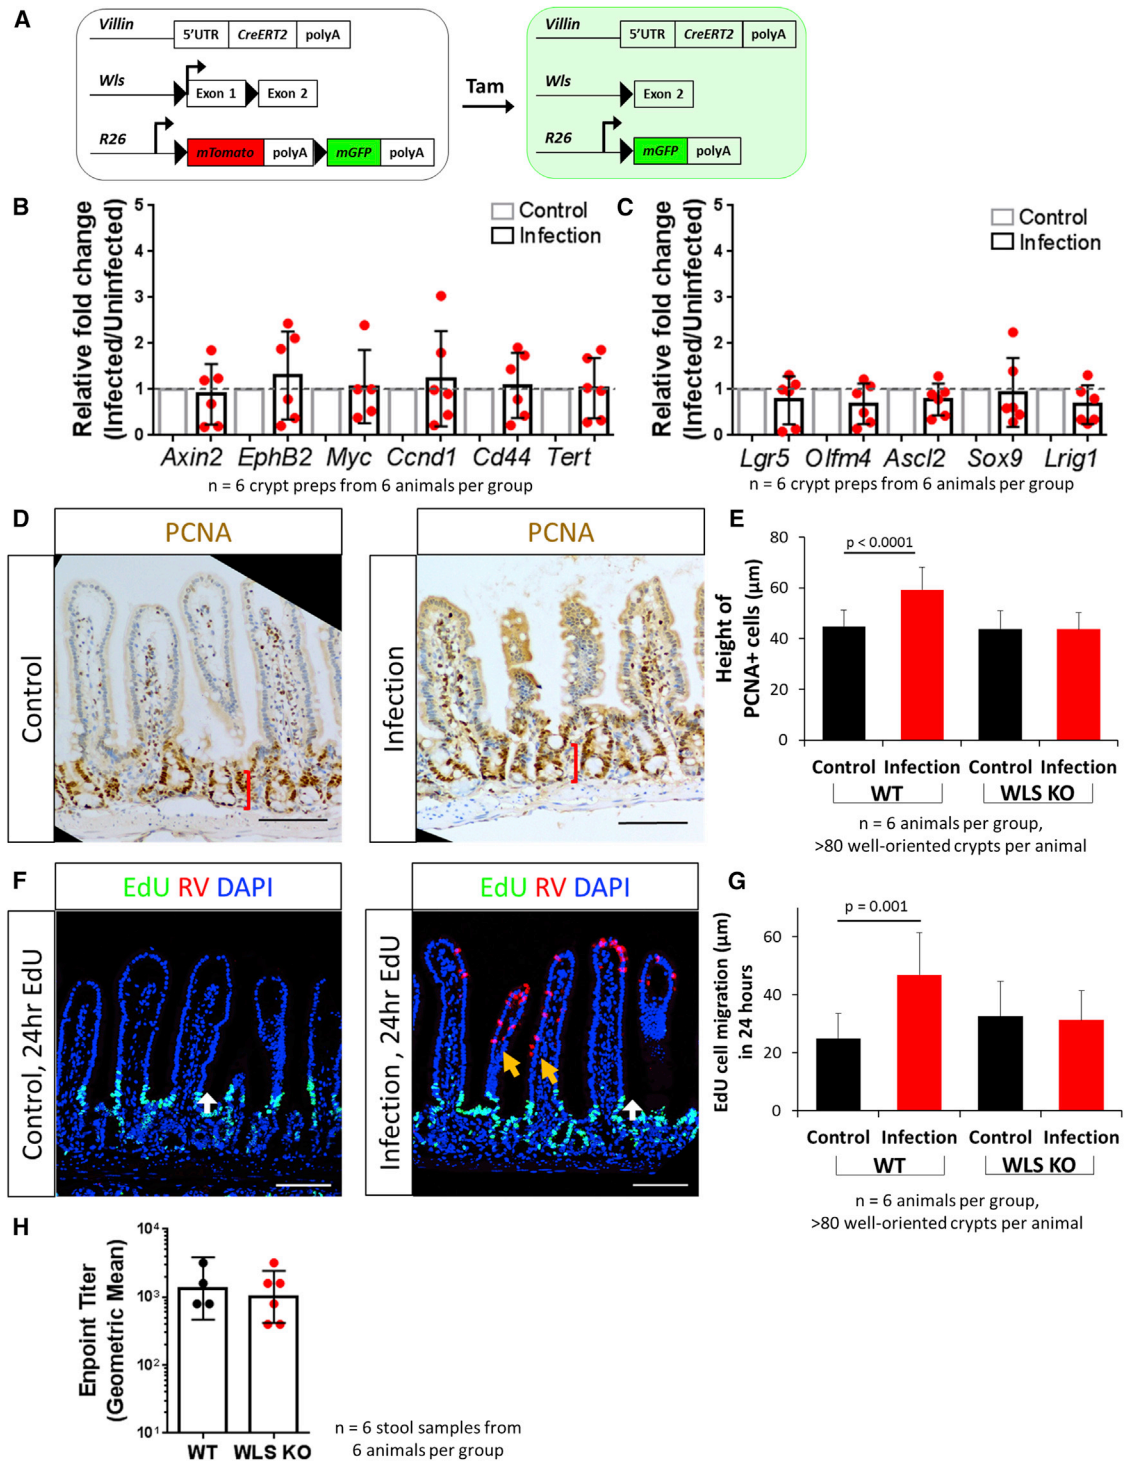 A
Villin
5'UTR CreERT2 polyA
Wls
Exon 1 Exon 2
R26
mTomato polyA mGFP polyA
Tam
Villin
5'UTR CreERT2 polyA
Wls
Exon 2
R26
mGFP polyA
B
Relative fold change
(Infected/Uninfected)
5
4
3
2
1
0
Control
Infection
Axin2 EphB2 Myc Ccnd1 Cd44 Tert
n = 6 crypt preps from 6 animals per group
C
Relative fold change
(Infected/Uninfected)
5
4
3
2
1
0
Control
Infection
Lgr5 Olfm4 Ascl2 Sox9 Lrig1
n = 6 crypt preps from 6 animals per group
D
PCNA
Control
PCNA
Infection
E
Height of
PCNA+ cells (μm)
80
60
40
20
0
p < 0.0001
Control Infection Control Infection
WT WLS KO
n = 6 animals per group,
>80 well-oriented crypts per animal
F
EdU RV DAPI
Control, 24hr EdU
EdU RV DAPI
Infection, 24hr EdU
G
EdU cell migration (μm)
in 24 hours
60
40
20
0
p = 0.001
Control Infection Control Infection
WT WLS KO
n = 6 animals per group,
>80 well-oriented crypts per animal
H
Enpoint Titer
(Geometric Mean)
10⁴
10³
10²
10¹
WT WLS KO
n = 6 stool samples from
6 animals per group